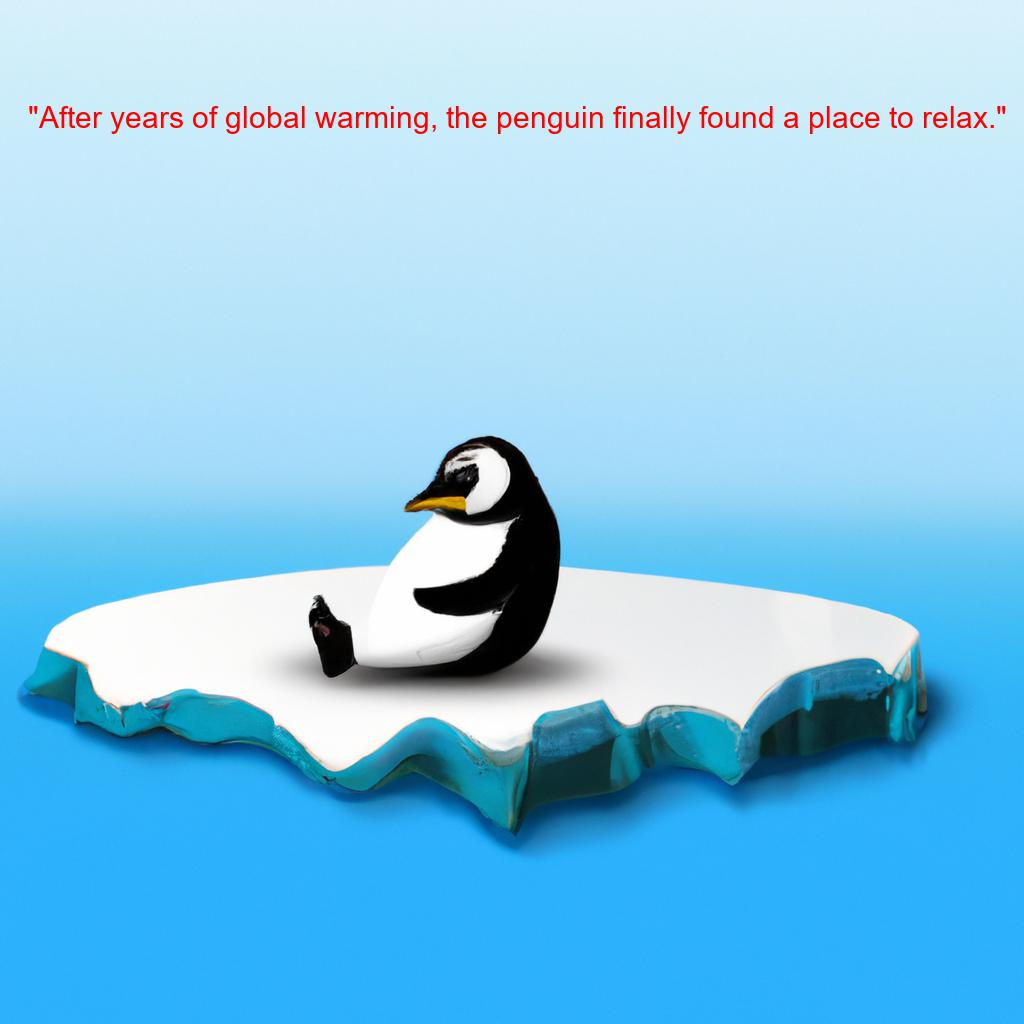 "After years of global warming, the penguin finally found a place to relax."